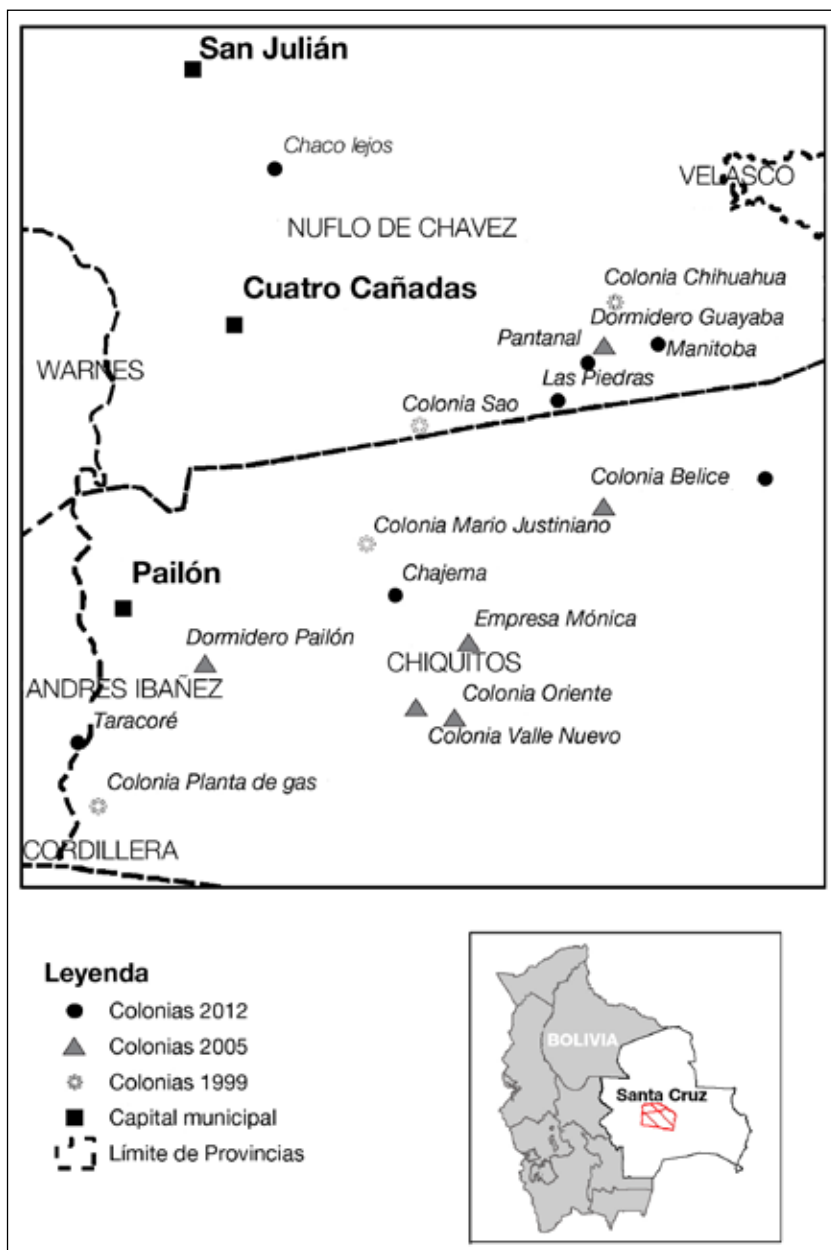 San Julián
Chaco lejos
VELASCO
NUFLO DE CHAVEZ
Colonia Chihuahua
Cuatro Cañadas
Dormidero Guayaba
Pantanal
Manitoba
WARNES
Las Piedras
Colonia Sao
Colonia Belice
Colonia Mario Justiniano
Pailón
Chajema
Empresa Mónica
Dormidero Pailón
CHIQUITOS
ANDRES IBAÑEZ
Colonia Oriente
Taracoré
Colonia Valle Nuevo
Colonia Planta de gas
CORDILLERA
Leyenda
Colonias 2012
Colonias 2005
Colonias 1999
Capital municipal
Límite de Provincias
BOLIVIA
Santa Cruz